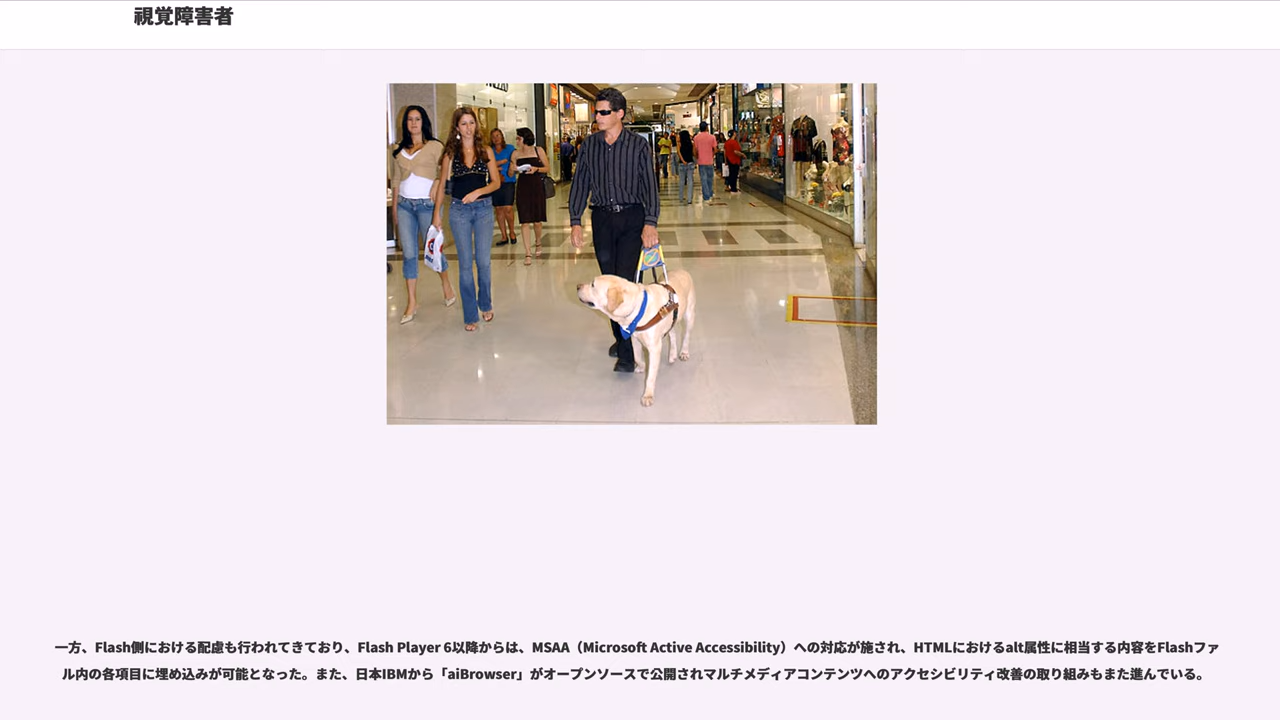 視覚障害者
一方、Flash側における配慮も行われてきており、Flash Player 6以降からは、MSAA（Microsoft Active Accessibility）への対応が施され、HTMLにおけるalt属性に相当する内容をFlashファ
ル内の各項目に埋め込みが可能となった。また、日本IBMから「aiBrowser」がオープンソースで公開されマルチメディアコンテンツへのアクセシビリティ改善の取り組みもまた進んでいる。